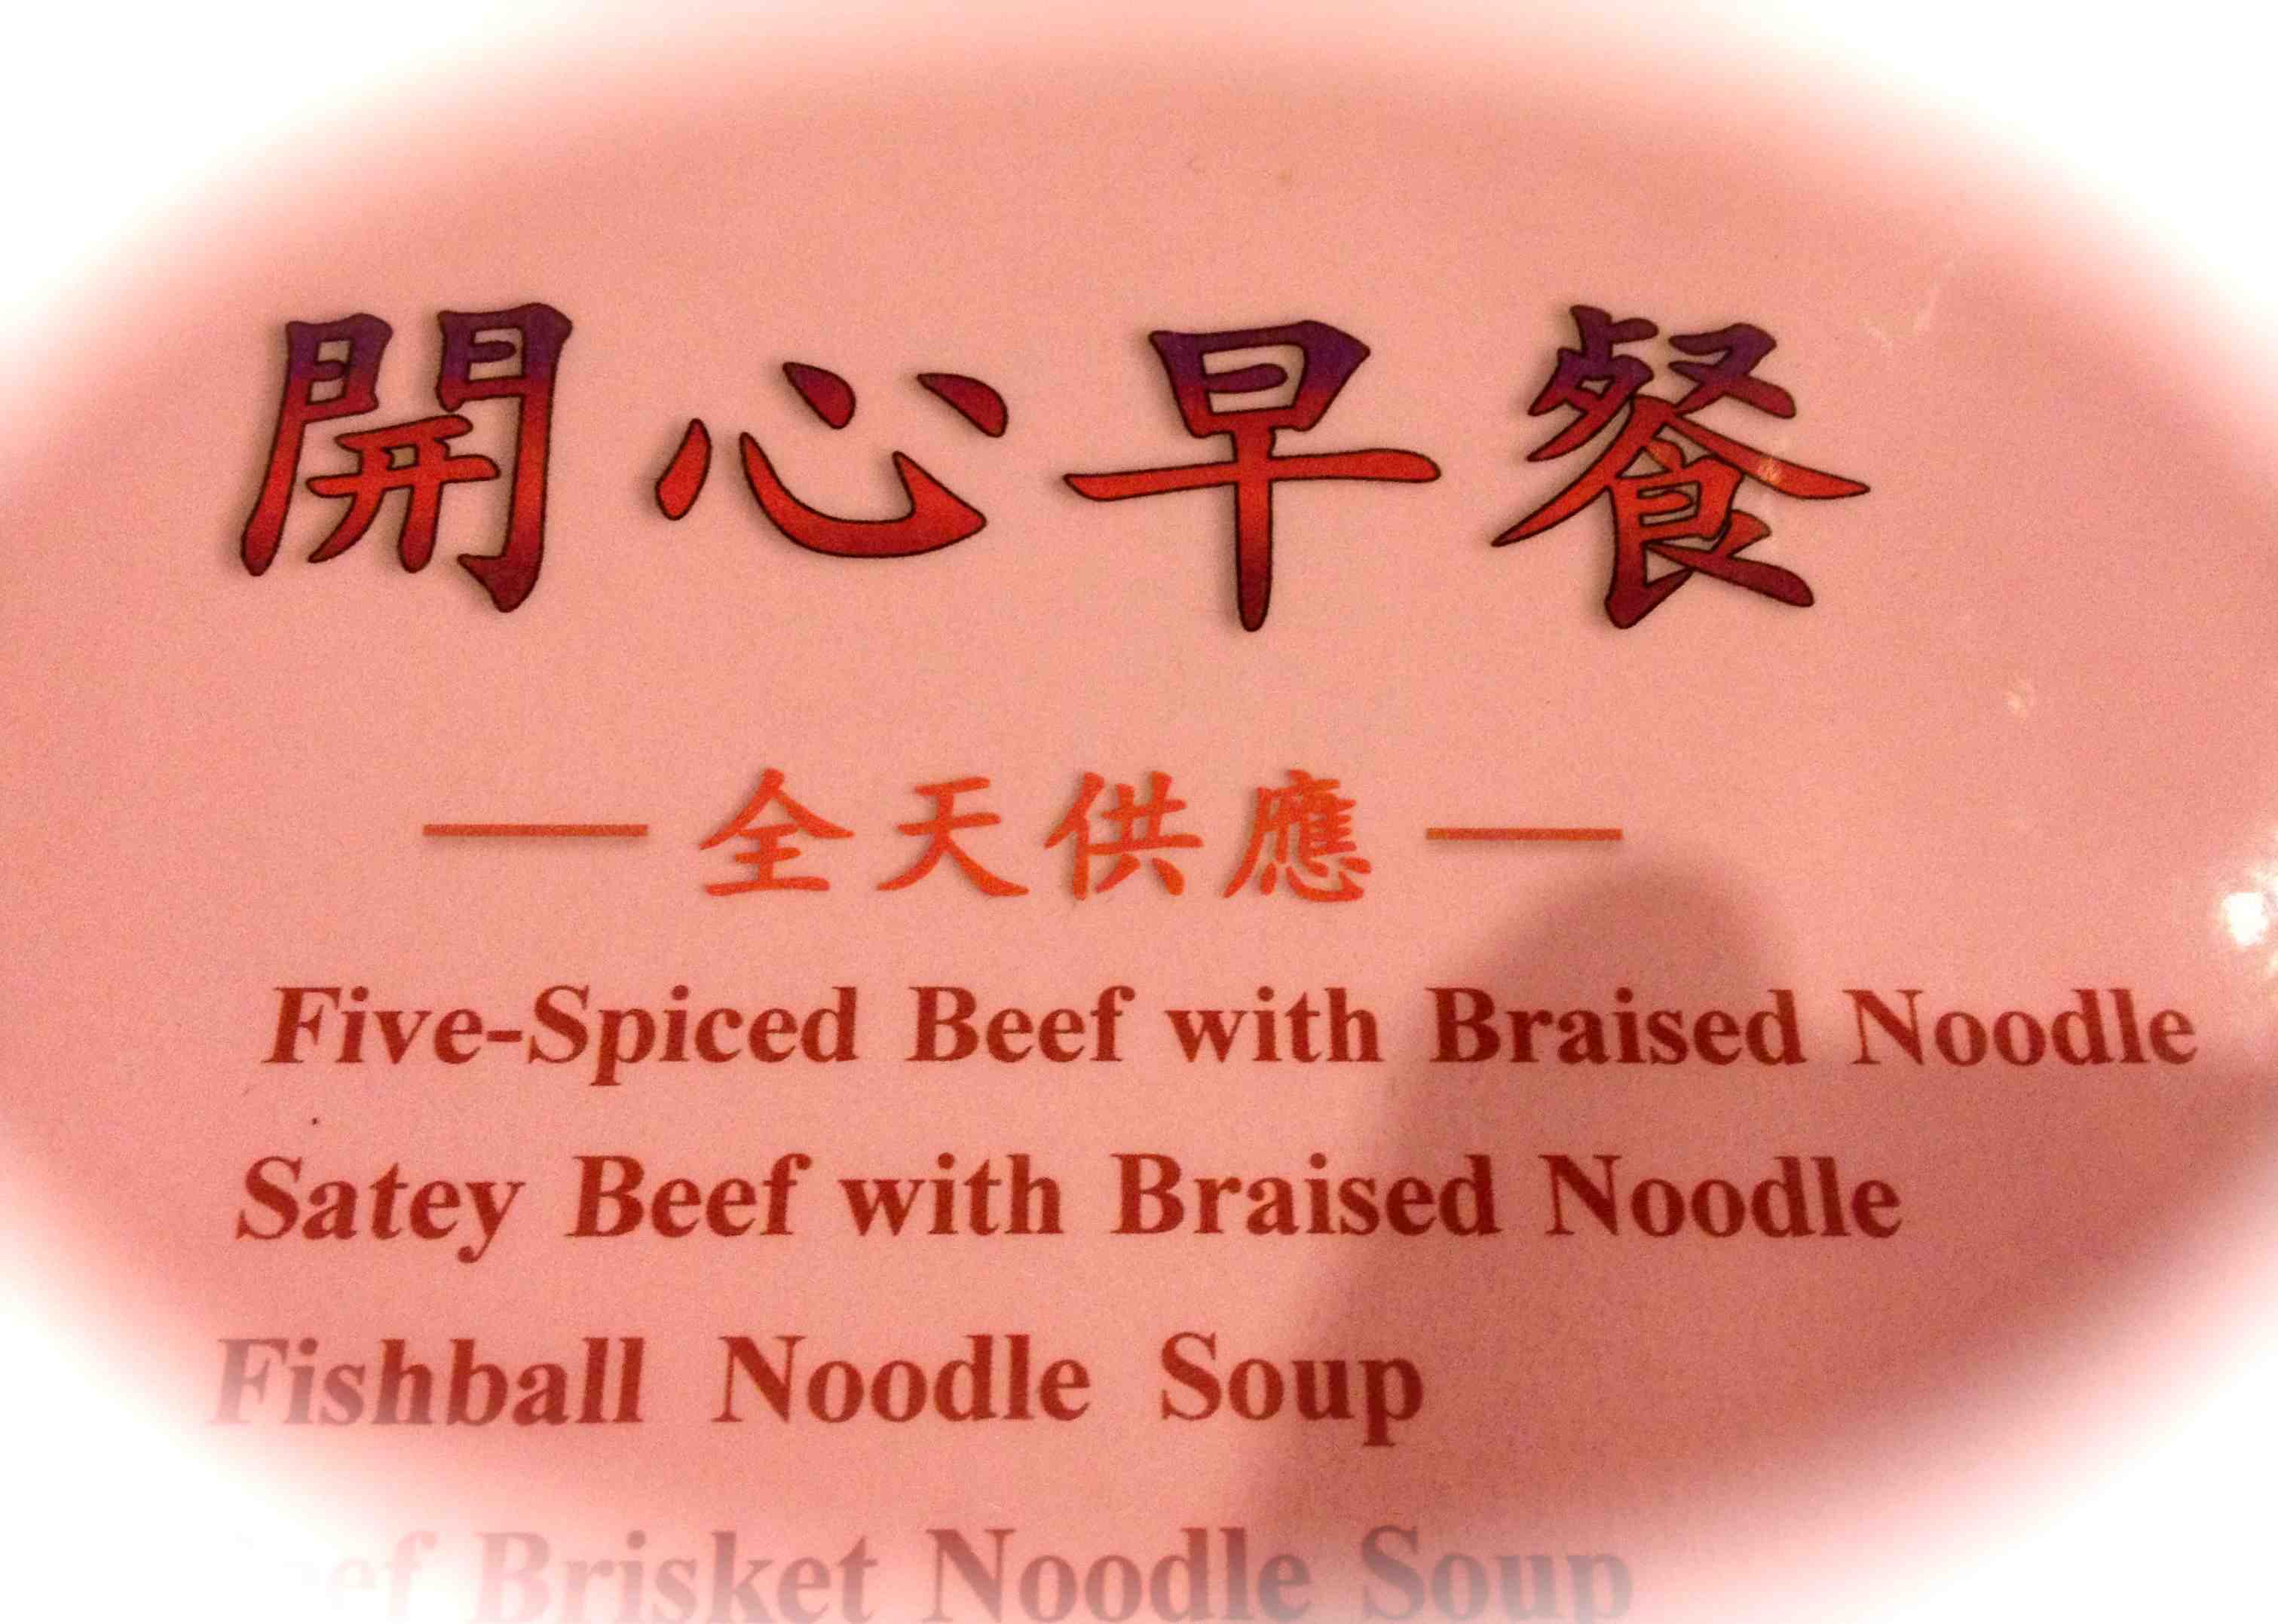 開心早餐
全天供應
Five-Spiced Beef with Braised Noodle
Satey Beef with Braised Noodle
Fishball Noodle Soup
Brisket Noodle Soup